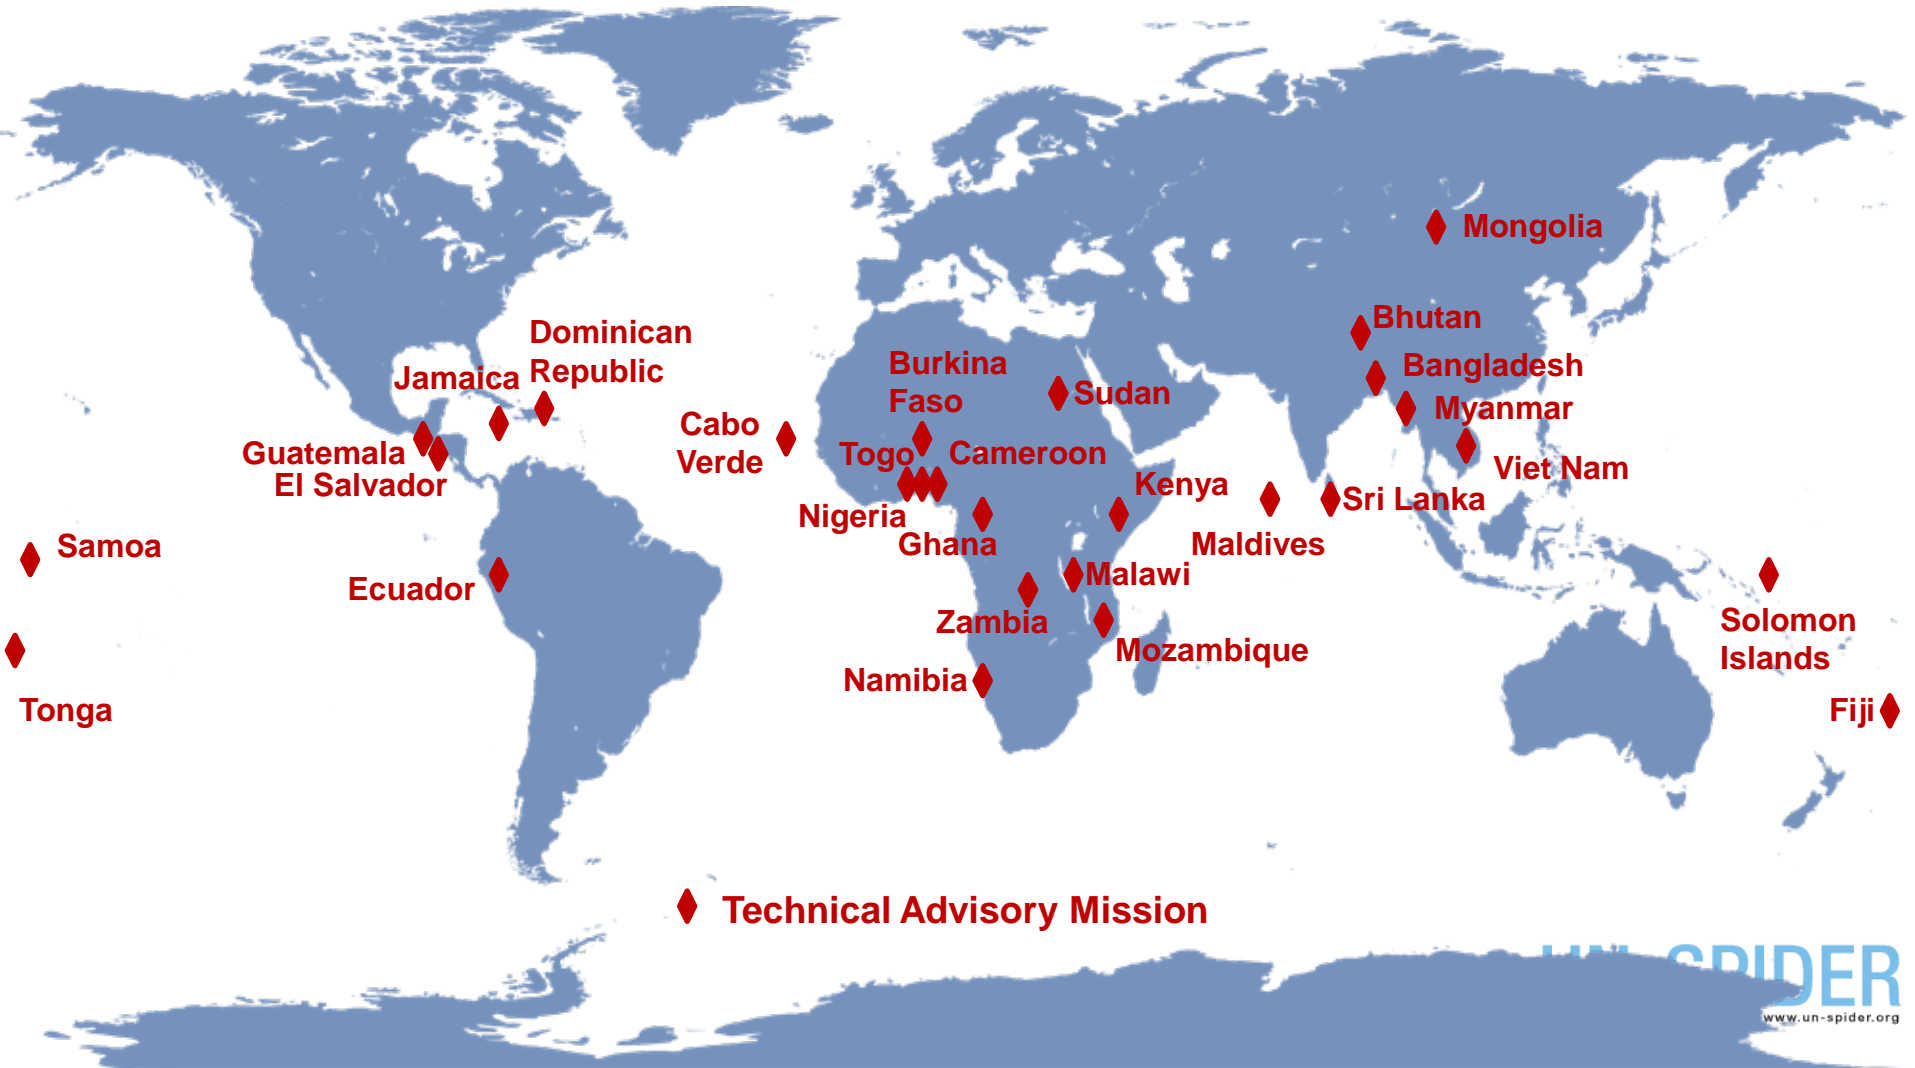 Mongolia
Bhutan
Dominican
Republic
Burkina
Faso
Bangladesh
Jamaica
Sudan
Myanmar
Cabo
Verde
Guatemala
Togo
Cameroon
El Salvador
Kenya
Viet Nam
Sri Lanka
Nigeria
Ghana
Maldives
Samoa
Ecuador
Malawi
Zambia
Solomon
Islands
Mozambique
Namibia
Tonga
Fiji
Technical Advisory Mission
UN-SPIDER
www.un-spider.org